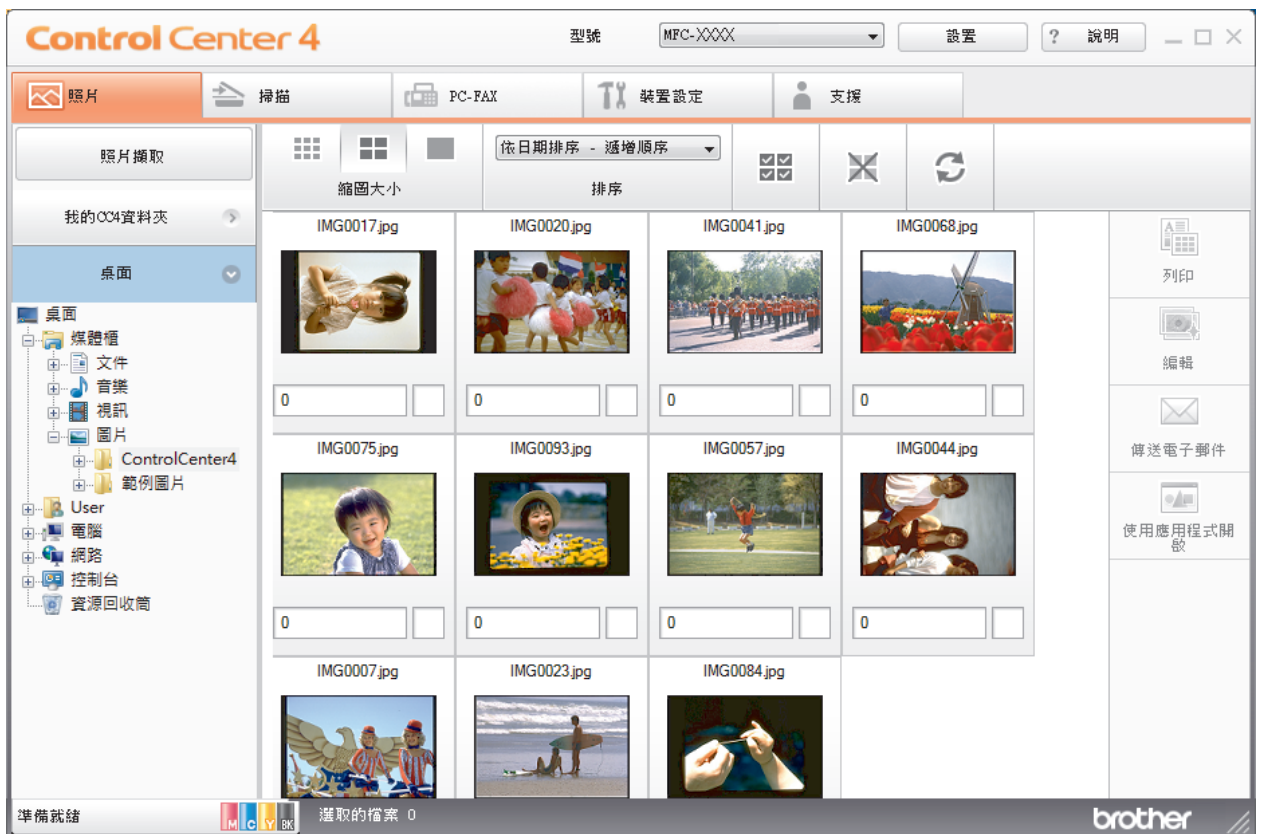 Control Center 4
型號
MFC-XXXX
設置
? 說明
照片
掃描
PC-FAX
裝置設定
支援
照片擷取
縮圖大小
依日期排序 - 遞增順序
排序
我的CC4資料夾
桌面
桌面
媒體櫃
文件
音樂
視訊
圖片
ControlCenter4
範例圖片
User
電腦
網路
控制台
資源回收筒
IMG0017.jpg
IMG0020.jpg
IMG0041.jpg
IMG0068.jpg
0
0
0
0
IMG0075.jpg
IMG0093.jpg
IMG0057.jpg
IMG0044.jpg
0
0
0
0
IMG0007.jpg
IMG0023.jpg
IMG0084.jpg
列印
編輯
傳送電子郵件
使用應用程式開
啟
準備就緒
M C Y BK
選取的檔案 0
brother